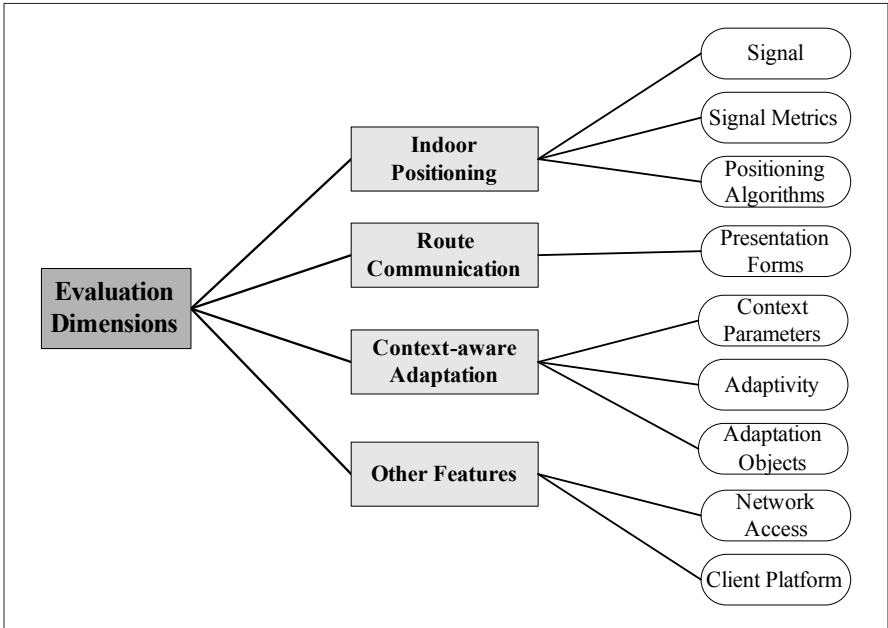 Evaluation
Dimensions
Indoor
Positioning
Route
Communication
Context-aware
Adaptation
Other Features
Signal
Signal Metrics
Positioning
Algorithms
Presentation
Forms
Context
Parameters
Adaptivity
Adaptation
Objects
Network
Access
Client Platform